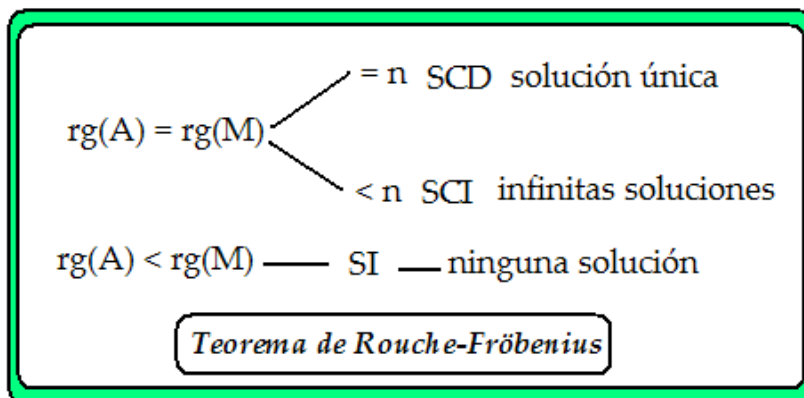 = n SCD solución única
rg(A) = rg(M)
< n SCI infinitas soluciones
rg(A) < rg(M) SI ninguna solución
Teorema de Rouche-Fröbenius